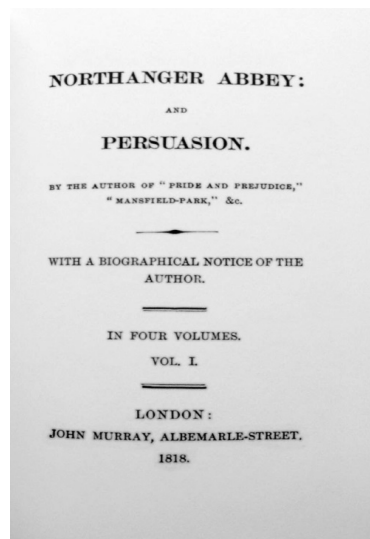 NORTHANGER ABBEY:
AND
PERSUASION.
BY THE AUTHOR OF "PRIDE AND PREJUDICE,"
"MANSFIELD-PARK," &c.
WITH A BIOGRAPHICAL NOTICE OF THE
AUTHOR.
IN FOUR VOLUMES.
VOL. I.
LONDON:
JOHN MURRAY, ALBEMARLE-STREET.
1818.